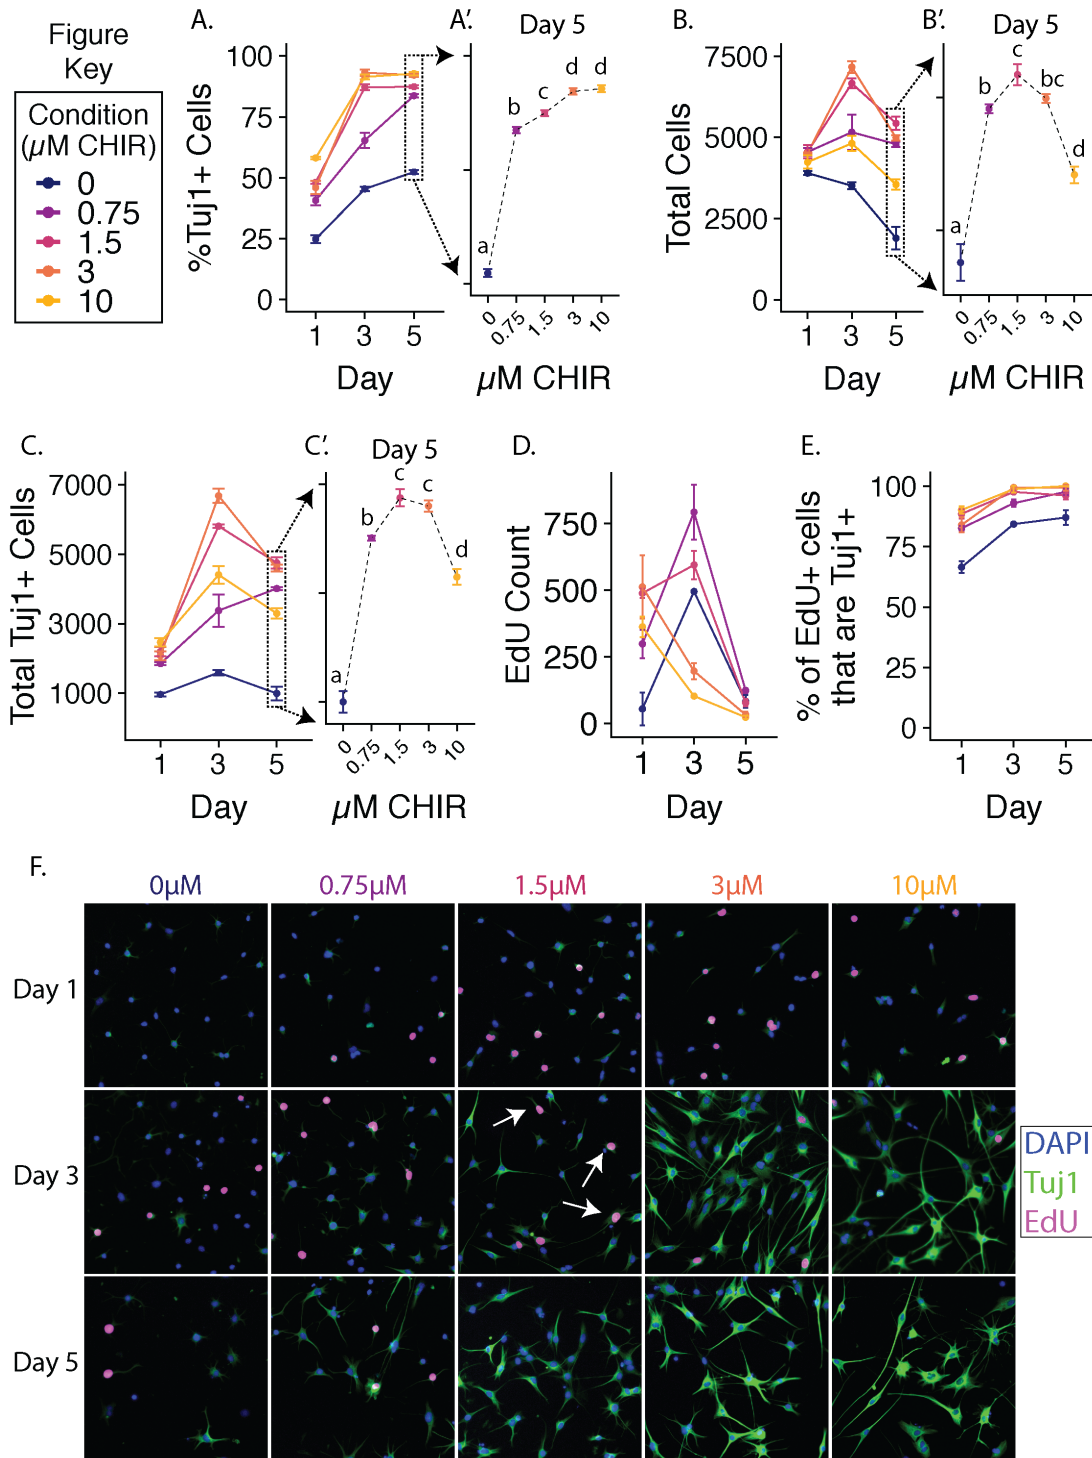 Figure
Key
Condition
(µM CHIR)
0
0.75
1.5
3
10
A.
%Tuj1+ Cells
100
75
50
25
0
1 3 5
Day
A'.
Day 5
a
b
c
d
d
0 0.75 1.5 3 10
µM CHIR
B.
Total Cells
7500
5000
2500
0
1 3 5
Day
B'.
Day 5
a
b
c
bc
d
0 0.75 1.5 3 10
µM CHIR
C.
Total Tuj1+ Cells
7000
5000
3000
1000
1 3 5
Day
C'.
Day 5
a
b
c
c
d
0 0.75 1.5 3 10
µM CHIR
D.
EdU Count
750
500
250
0
1 3 5
Day
E.
% of EdU+ cells
that are Tuj1+
100
75
50
25
0
1 3 5
Day
F.
0µM 0.75µM 1.5µM 3µM 10µM
Day 1
Day 3
Day 5
DAPI
Tuj1
EdU